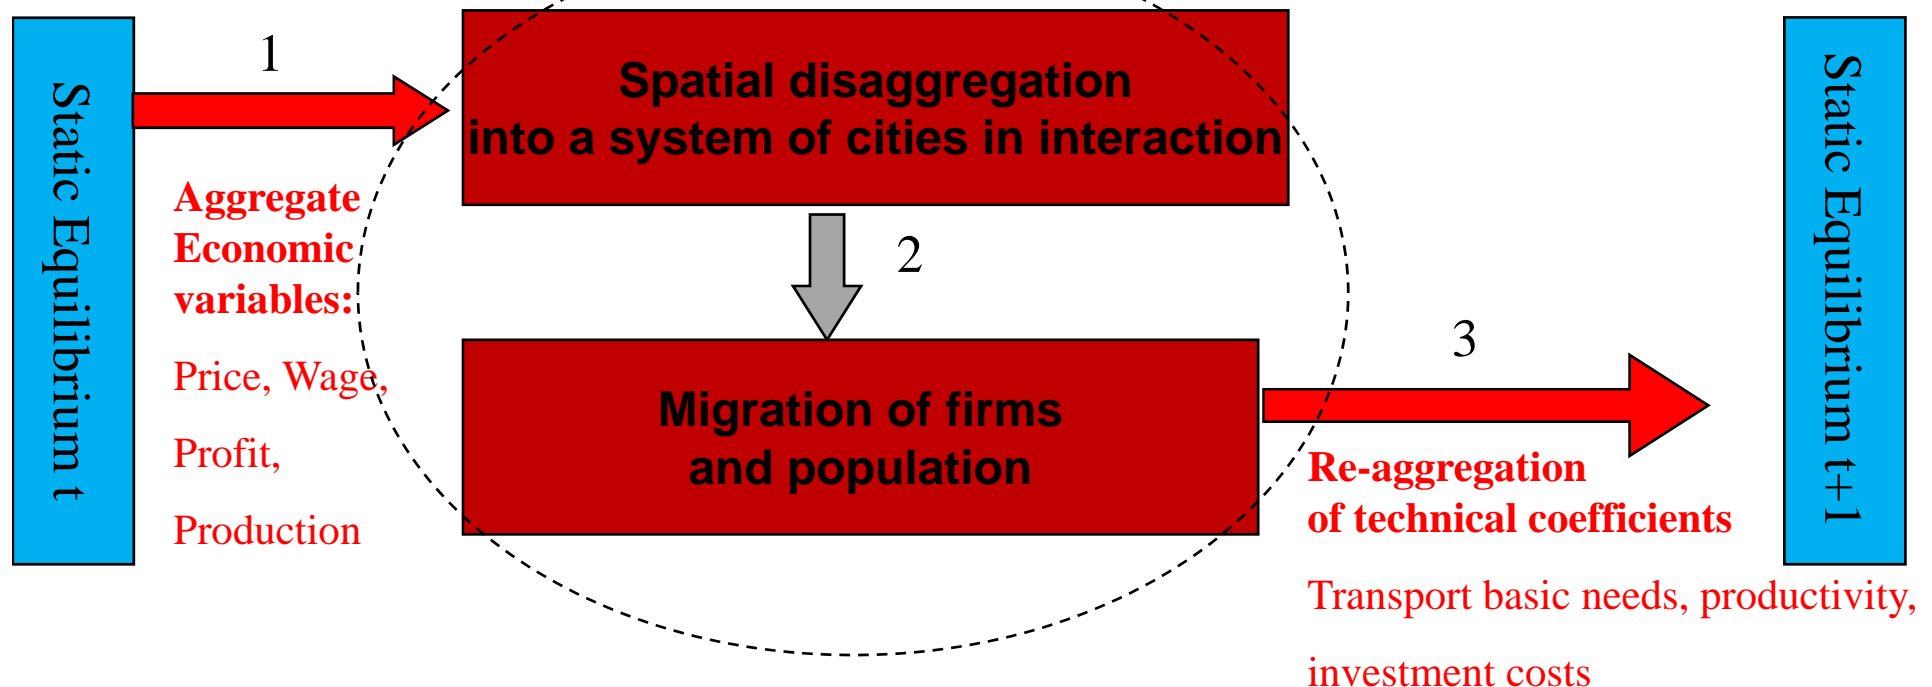 Static Equilibrium t
1
Aggregate
Economic
variables:
Price, Wage,
Profit,
Production
Spatial disaggregation
into a system of cities in interaction
2
Migration of firms
and population
3
Re-aggregation
of technical coefficients
Transport basic needs, productivity,
investment costs
Static Equilibrium t+1